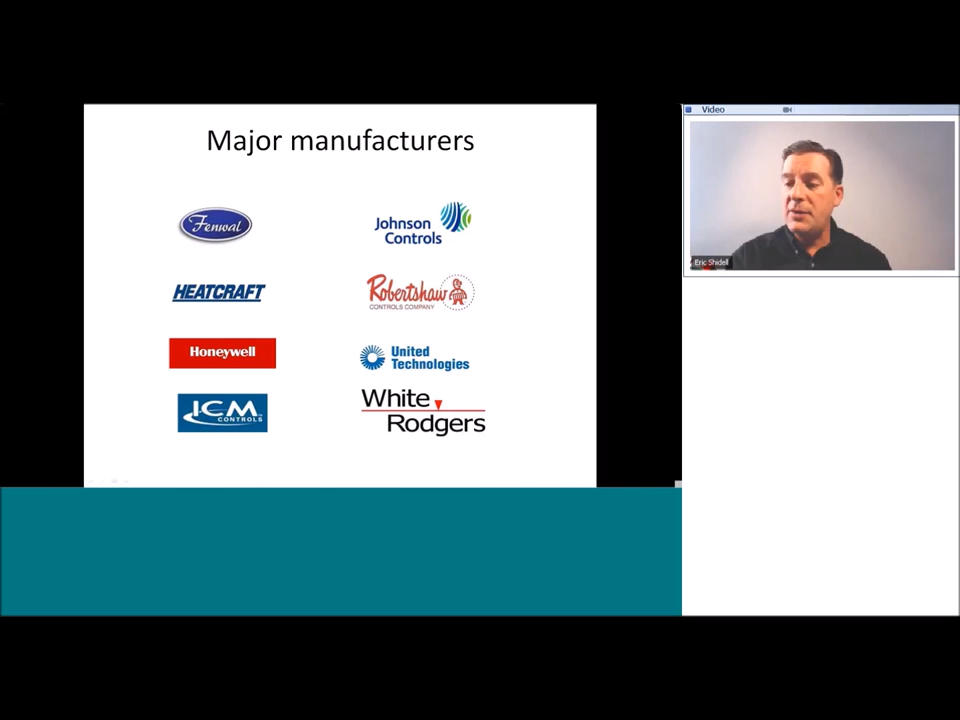 Major manufacturers
Fenwal
Johnson
Controls
HEATCRAFT
Robertshaw
CONTROLS COMPANY
Honeywell
United
Technologies
ICM
CONTROLS
White
Rodgers
Video
Eric Shidell